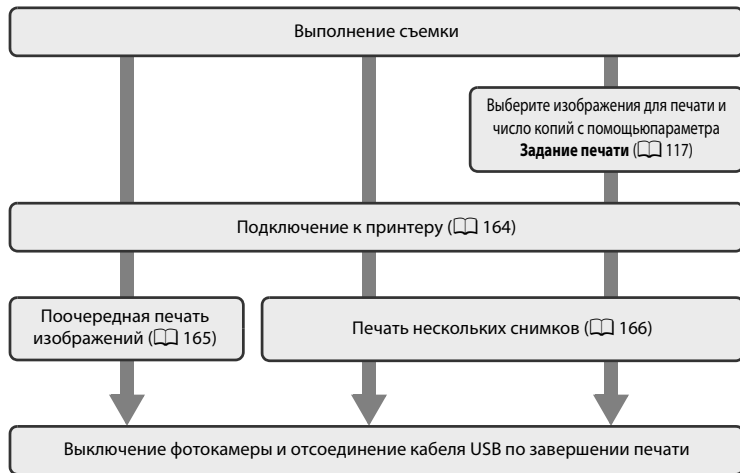 Выполнение съемки
Выберите изображения для печати и
число копий с помощьюпараметра
Задание печати (📖 117)
Подключение к принтеру (📖 164)
Поочередная печать
изображений (📖 165)
Печать нескольких снимков (📖 166)
Выключение фотокамеры и отсоединение кабеля USB по завершении печати